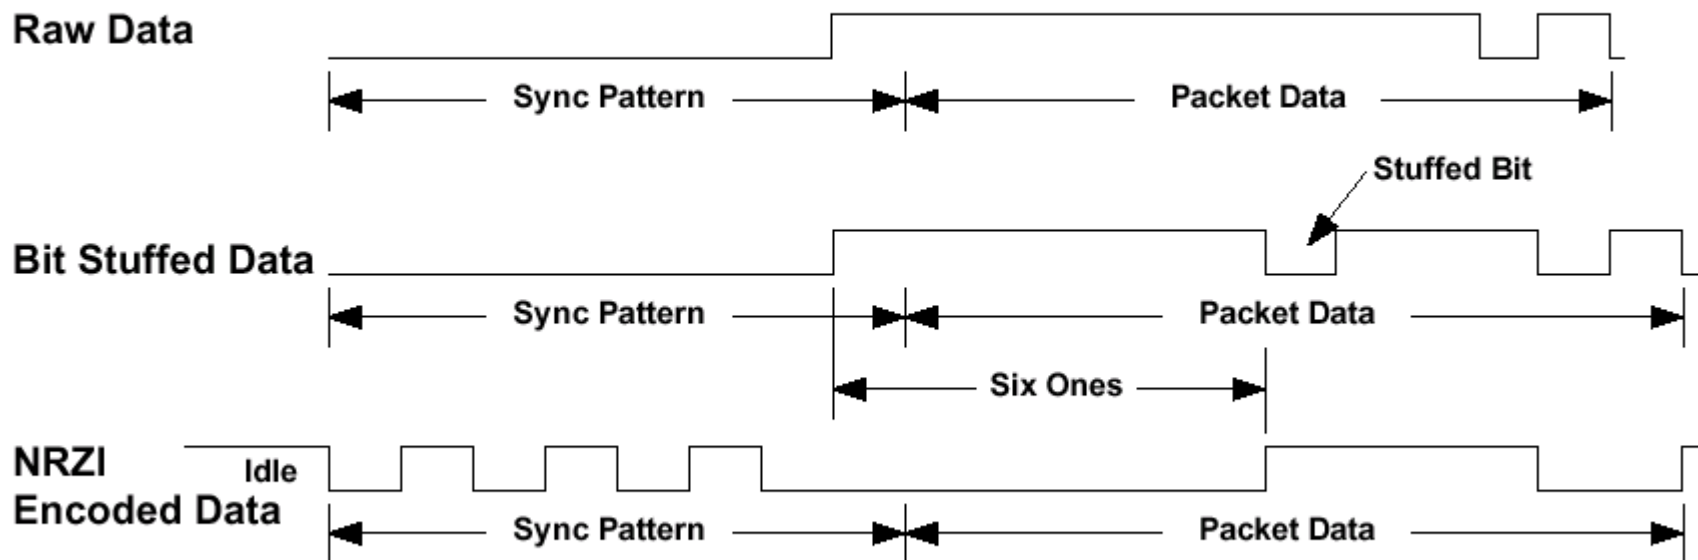 Raw Data
Sync Pattern
Packet Data
Stuffed Bit
Bit Stuffed Data
Sync Pattern
Packet Data
Six Ones
NRZI
Idle
Encoded Data
Sync Pattern
Packet Data